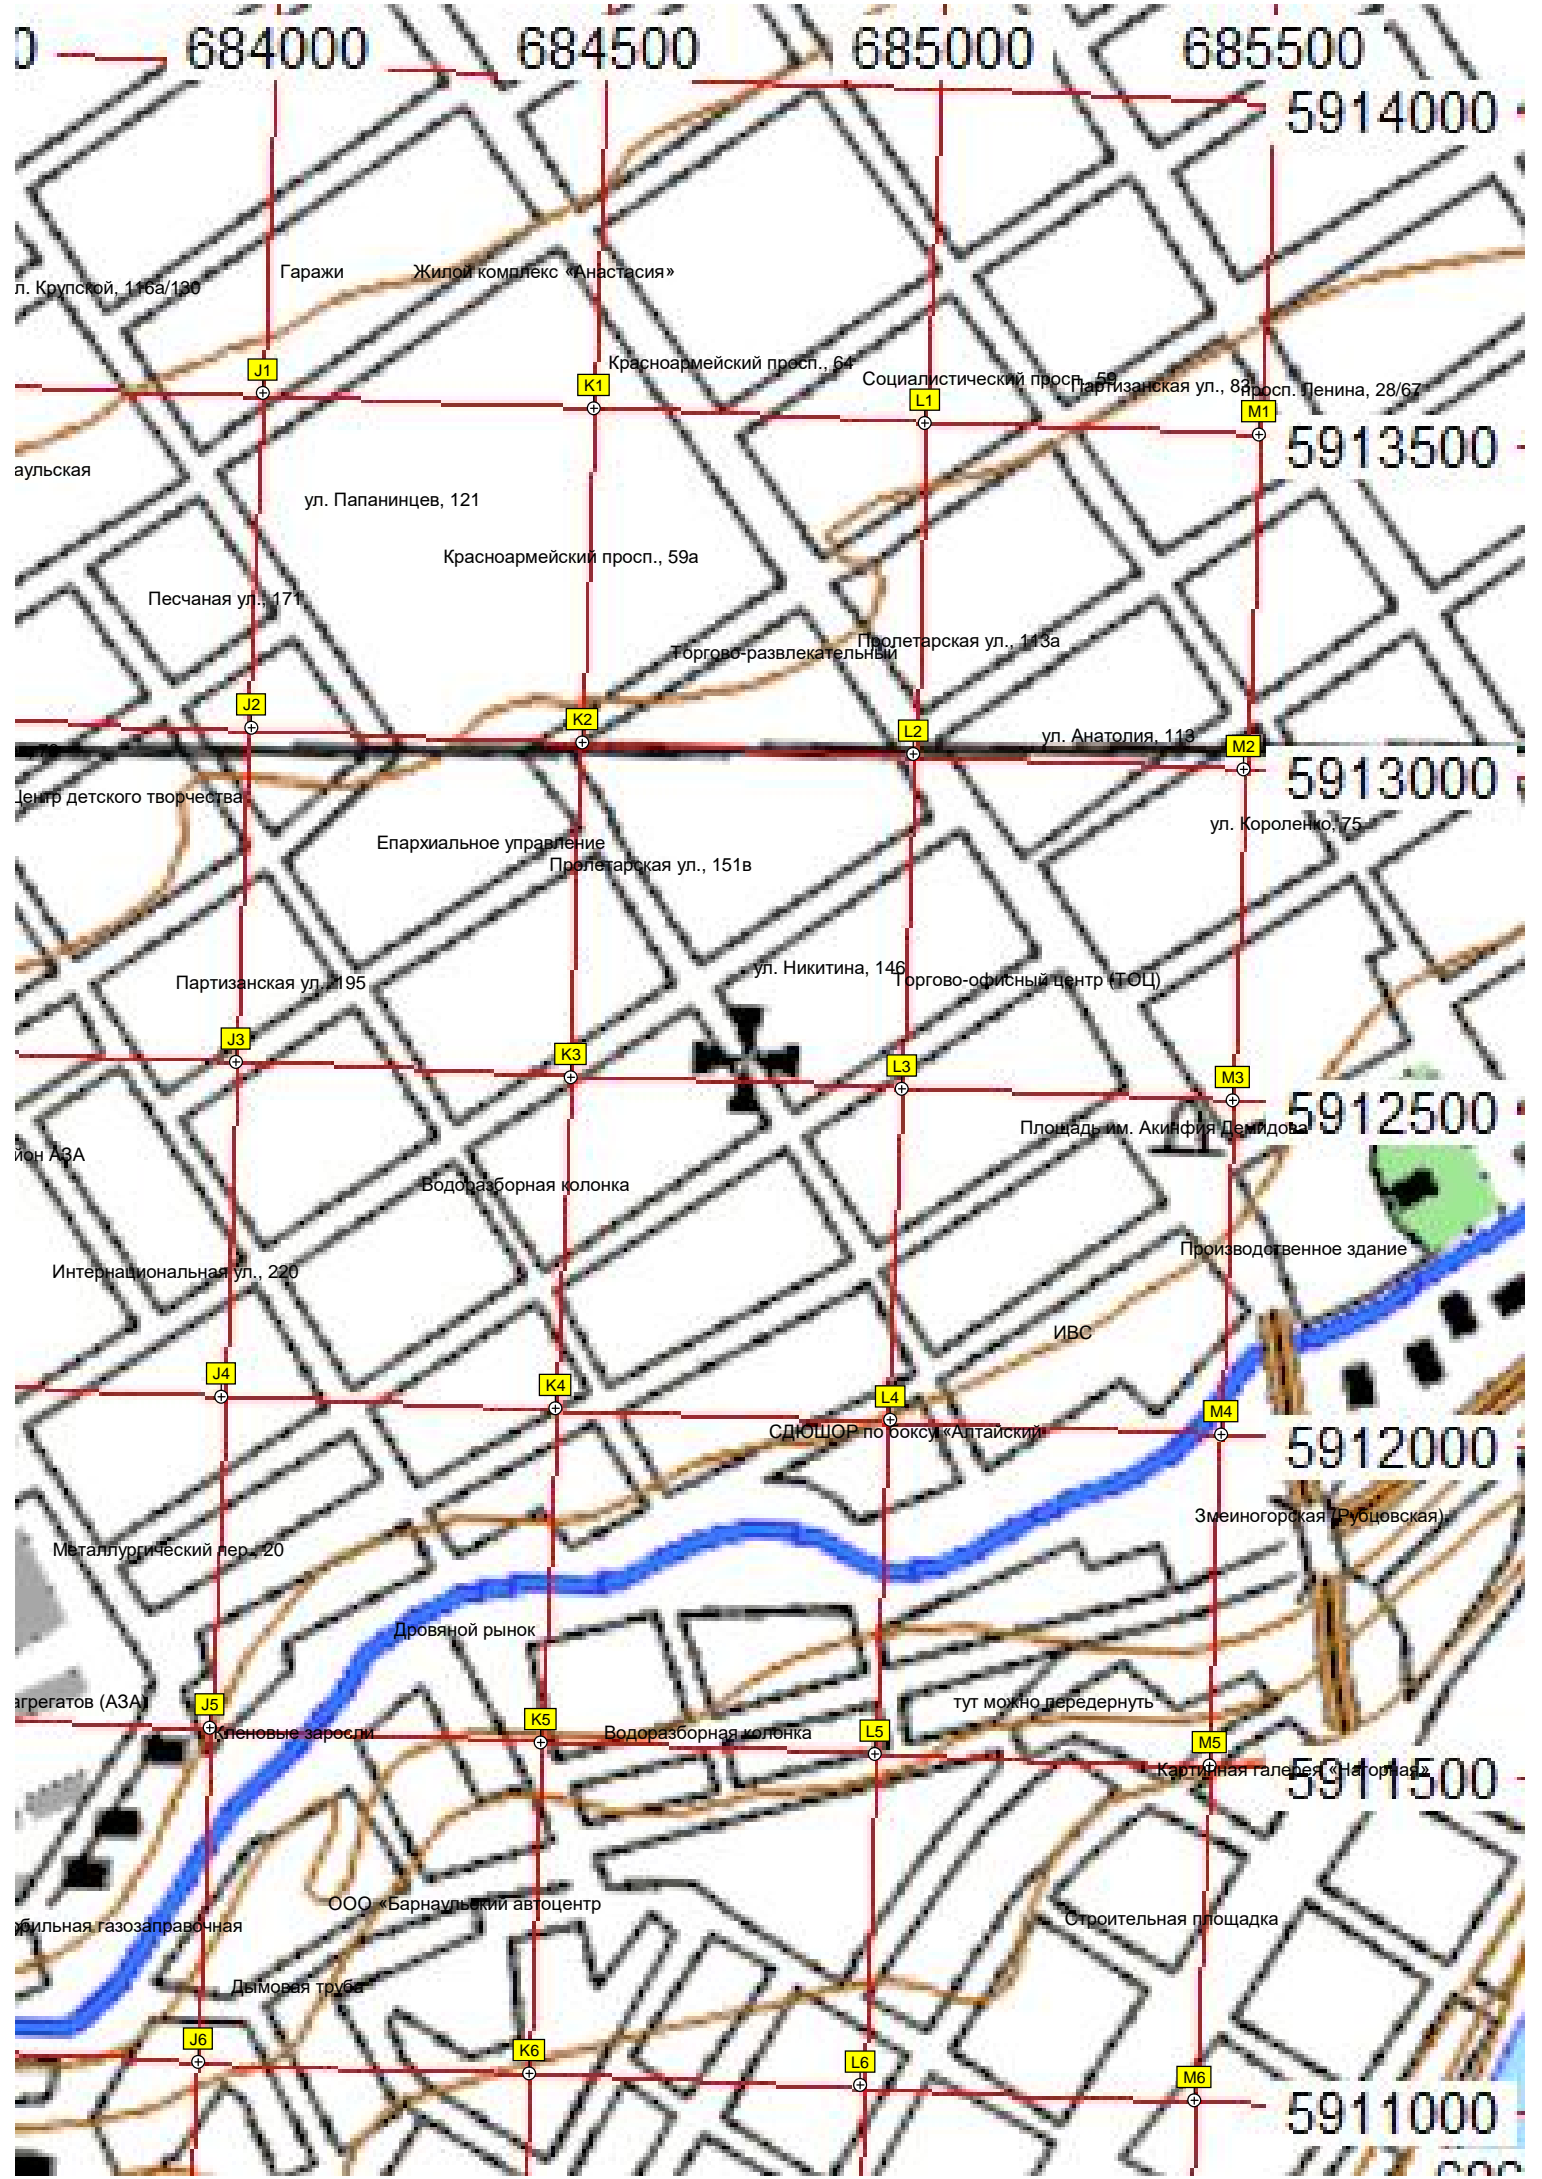 0 684000 684500 685000 685500
5914000
Гаражи
Жилой комплекс «Анастасия»
л. Крупской, 116а/130
J1
K1
Красноармейский просп., 64
Социалистический просп., 59
Партизанская ул., 83
просп. Ленина, 28/67
L1
M1
5913500
аульская
ул. Папанинцев, 121
Красноармейский просп., 59а
Песчаная ул., 171
Пролетарская ул., 113а
Торгово-развлекательный
J2
K2
L2
ул. Анатолия, 113
M2
5913000
Центр детского творчества
ул. Короленко, 75
Епархиальное управление
Пролетарская ул., 151в
ул. Никитина, 146
Торгово-офисный центр (ТОЦ)
Партизанская ул., 195
J3
K3
L3
M3
5912500
Площадь им. Акинфия Демидова
йон АЗА
Водоразборная колонка
Производственное здание
Интернациональная ул., 220
ИВС
J4
K4
L4
M4
СДЮШОР по боксу «Алтайский
5912000
Змеиногорская (Рубцовская)
Металлургический пер., 20
Дровяной рынок
агрегатов (АЗА)
J5
тут можно передернуть
K5
Кленовые заросли
Водоразборная колонка
L5
M5
Картинная галерея «Нагорная»
5911500
ООО «Барнаульский автоцентр
Строительная площадка
обильная газозаправочная
Дымовая труба
J6
K6
L6
M6
5911000